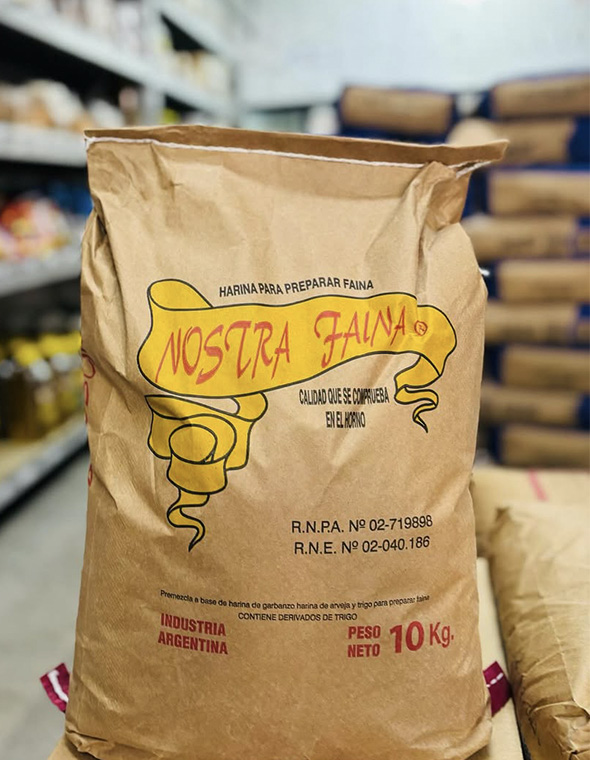 HARINA PARA PREPARAR FAINA
NOSTRA FAINA ®
CALIDAD QUE SE COMPRUEBA
EN EL HORNO
R.N.P.A. Nº 02-719898
R.N.E. Nº 02-040.186
Premezcla a base de harina de garbanzo harina de arveja y trigo para preparar faina
CONTIENE DERIVADOS DE TRIGO
INDUSTRIA
ARGENTINA
PESO
NETO 10 Kg.